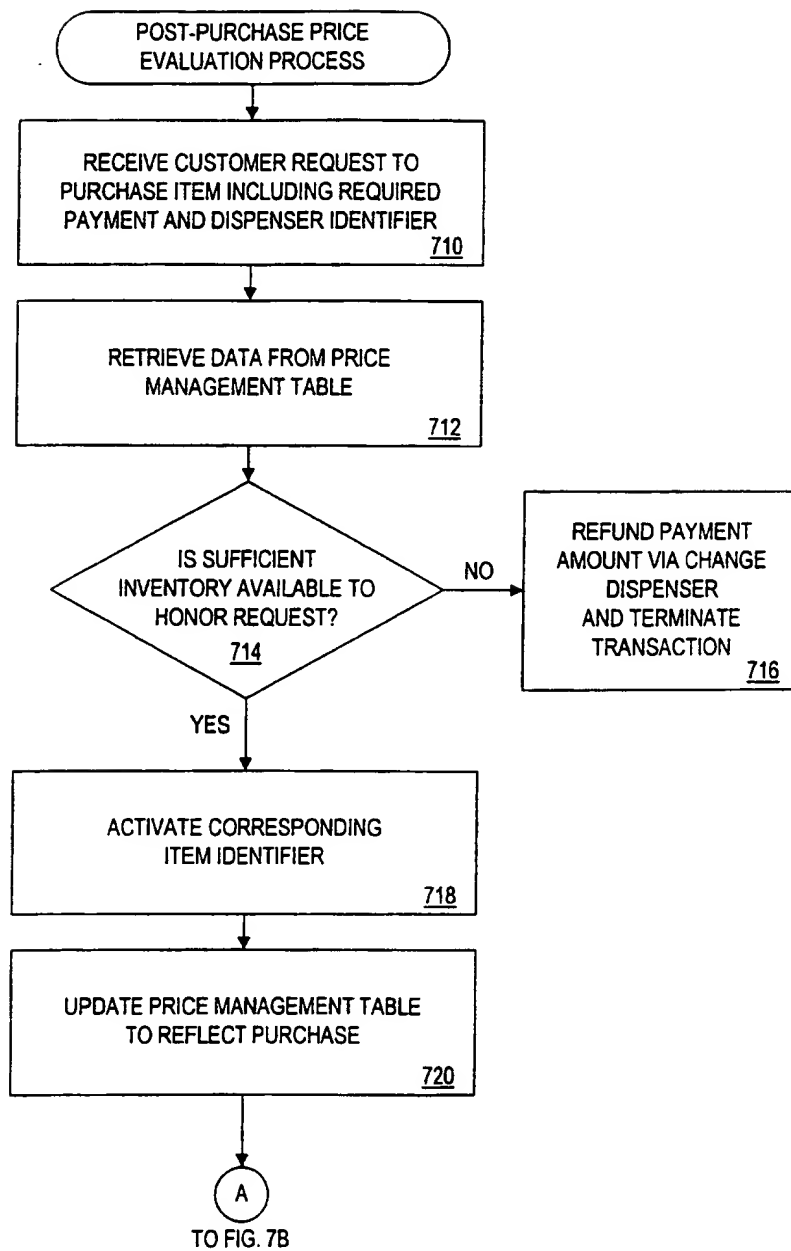 POST-PURCHASE PRICE
EVALUATION PROCESS
RECEIVE CUSTOMER REQUEST TO
PURCHASE ITEM INCLUDING REQUIRED
PAYMENT AND DISPENSER IDENTIFIER
710
RETRIEVE DATA FROM PRICE
MANAGEMENT TABLE
712
IS SUFFICIENT
INVENTORY AVAILABLE TO
HONOR REQUEST?
714
NO
REFUND PAYMENT
AMOUNT VIA CHANGE
DISPENSER
AND TERMINATE
TRANSACTION
716
YES
ACTIVATE CORRESPONDING
ITEM IDENTIFIER
718
UPDATE PRICE MANAGEMENT TABLE
TO REFLECT PURCHASE
720
A
TO FIG. 7B